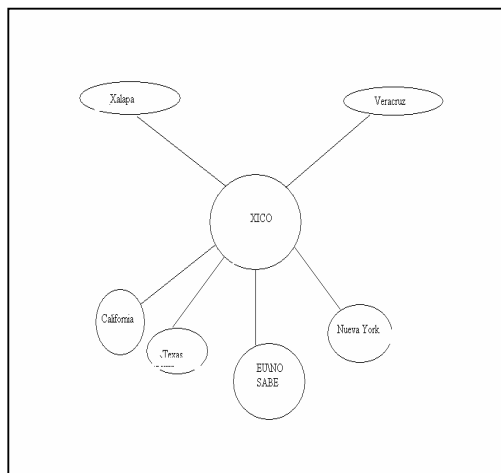 Xalapa
Veracruz
XICO
California
Texas
EU\NO
SABE
Nueva York